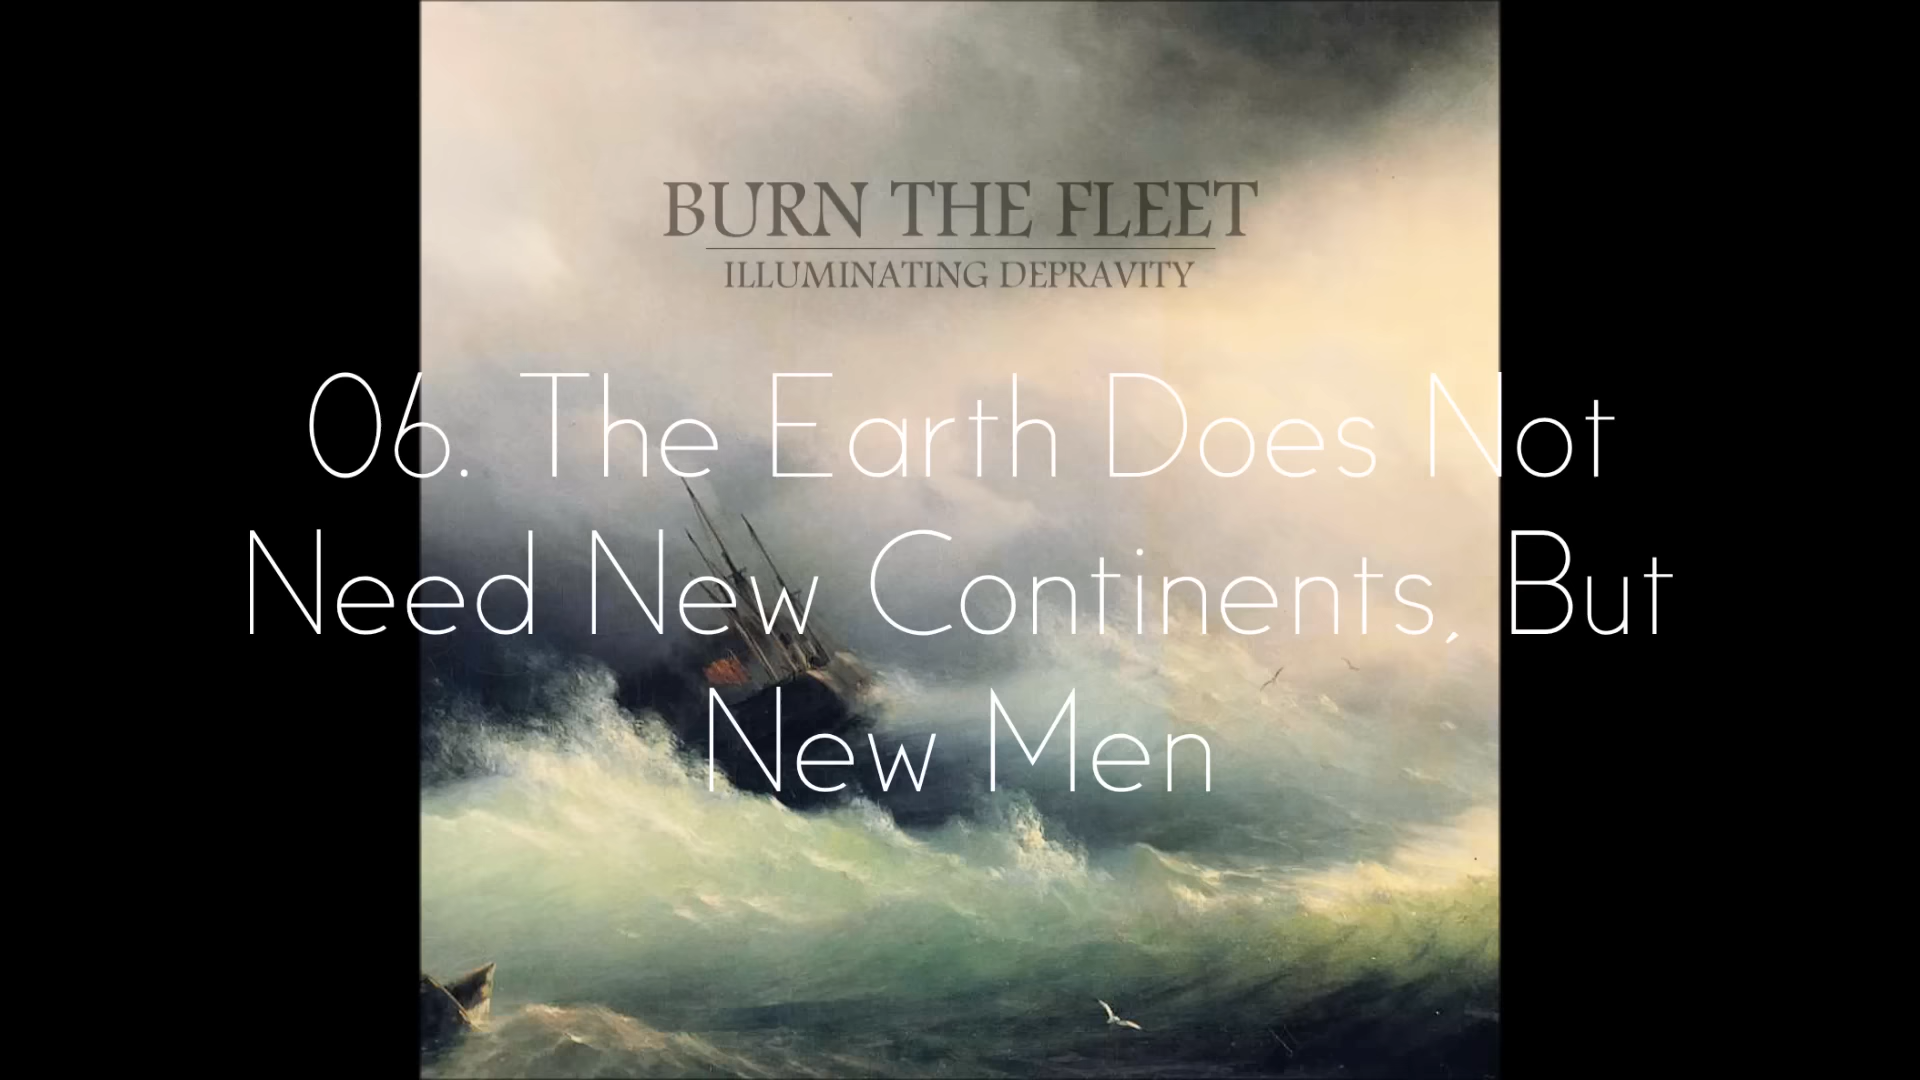 BURN THE FLEET
ILLUMINATING DEPRAVITY
06. The Earth Does Not
Need New Continents, But
New Men